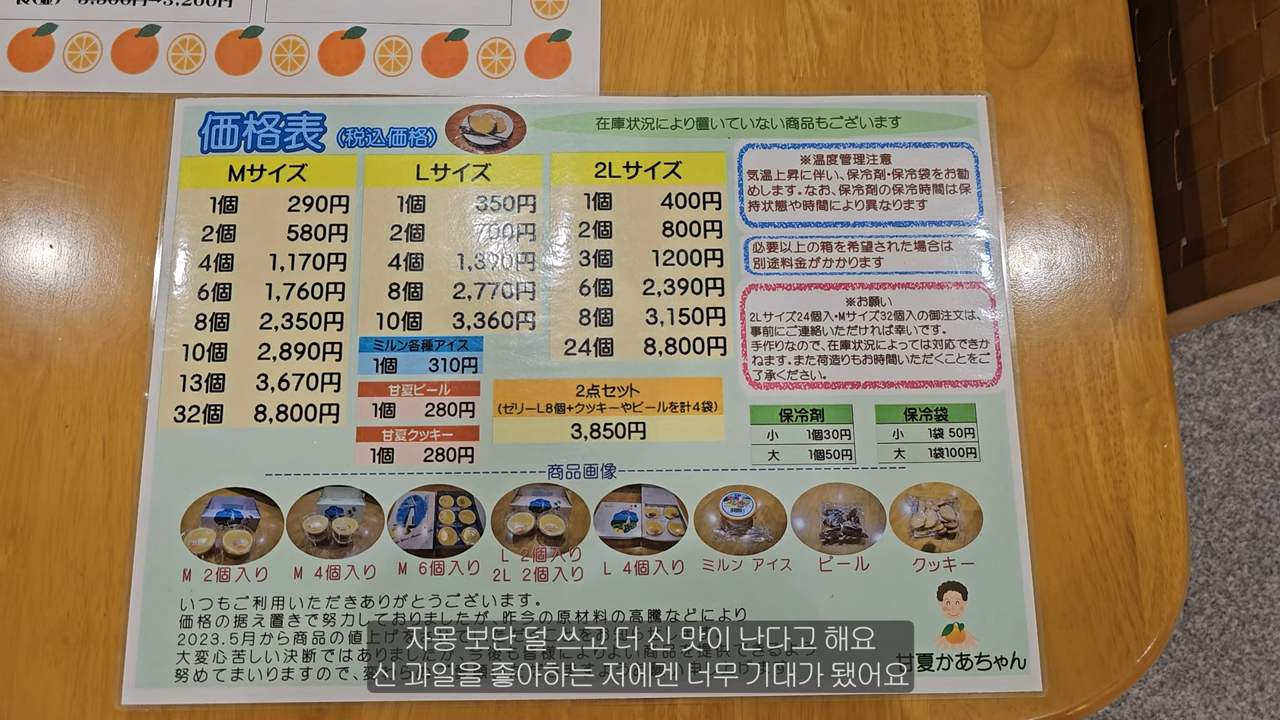 3,200円
価格表 (税込価格)
在庫状況により置いていない商品もございます
Mサイズ
1個 290円
2個 580円
4個 1,170円
6個 1,760円
8個 2,350円
10個 2,890円
13個 3,670円
32個 8,800円
Lサイズ
1個 350円
2個 700円
4個 1,390円
8個 2,770円
10個 3,360円
ミルン各種アイス
1個 310円
甘夏ピール
1個 280円
甘夏クッキー
1個 280円
2Lサイズ
1個 400円
2個 800円
3個 1200円
6個 2,390円
8個 3,150円
24個 8,800円
2点セット
(ゼリーL8個+クッキーやピールを計4袋)
3,850円
※温度管理注意
気温上昇に伴い、保冷剤・保冷袋をお勧
めします。なお、保冷剤の保冷時間は保
持状態や時間により異なります
必要以上の箱を希望された場合は
別途料金がかかります
※お願い
2Lサイズ24個入・Mサイズ32個入の御注文は、
事前にご連絡いただければ幸いです。
手作りなので、在庫状況によっては対応できか
ねます。また荷造りもお時間いただくことをご
了承ください。
保冷剤
小 1個30円
大 1個50円
保冷袋
小 1袋 50円
大 1袋100円
商品画像
M 2個入り
M 4個入り
M 6個入り
L 2個入り
2L 2個入り
L 4個入り
ミルン アイス
ピール
クッキー
いつもご利用いただきありがとうございます。
価格の据え置きで努力しておりましたが、昨今の原材料の高騰などにより
2023.5月から商品の値上げを
大変心苦しい決断ではありましたが、今後も皆様によりよい商品を提供できるよう
努めてまいりますので、
甘夏かあちゃん
자몽 보단 덜 쓰고 더 신 맛이 난다고 해요
신 과일을 좋아하는 저에겐 너무 기대가 됐어요